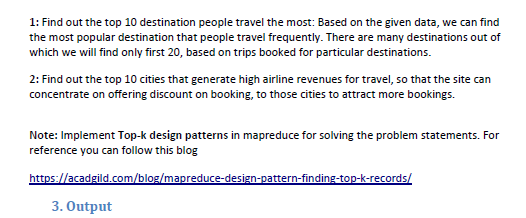 1: Find out the top 10 destination people travel the most: Based on the given data, we can find
the most popular destination that people travel frequently. There are many destinations out of
which we will find only first 20, based on trips booked for particular destinations.
2: Find out the top 10 cities that generate high airline revenues for travel, so that the site can
concentrate on offering discount on booking, to those cities to attract more bookings.
Note: Implement Top-k design patterns in mapreduce for solving the problem statements. For
reference you can follow this blog
https://acadgild.com/blog/mapreduce-design-pattern-finding-top-k-records/
3. Output